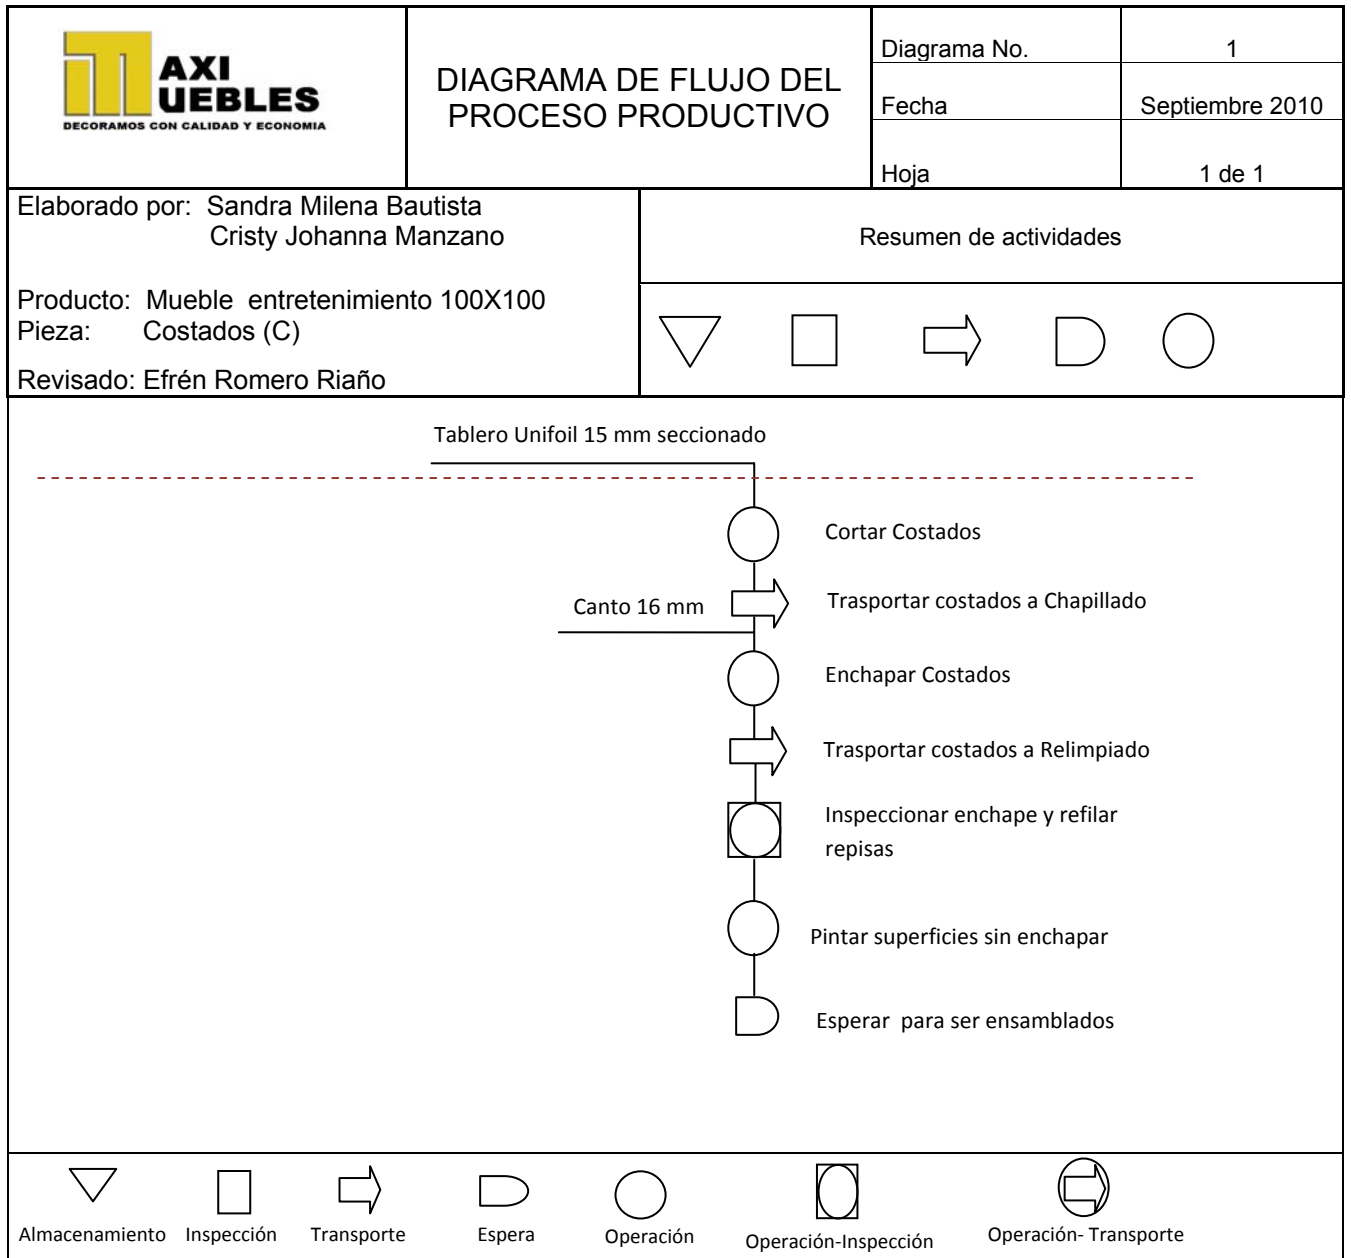 AXI
UEBLES
DECORAMOS CON CALIDAD Y ECONOMIA
DIAGRAMA DE FLUJO DEL
PROCESO PRODUCTIVO
Diagrama No. 1
Fecha Septiembre 2010
Hoja 1 de 1
Elaborado por: Sandra Milena Bautista
Cristy Johanna Manzano
Producto: Mueble entretenimiento 100X100
Pieza: Costados (C)
Revisado: Efrén Romero Riaño
Resumen de actividades
Tablero Unifoil 15 mm seccionado
Cortar Costados
Trasportar costados a Chapillado
Canto 16 mm
Enchapar Costados
Trasportar costados a Relimpiado
Inspeccionar enchape y refilar
repisas
Pintar superficies sin enchapar
Esperar para ser ensamblados
Almacenamiento Inspección Transporte Espera Operación Operación-Inspección Operación- Transporte